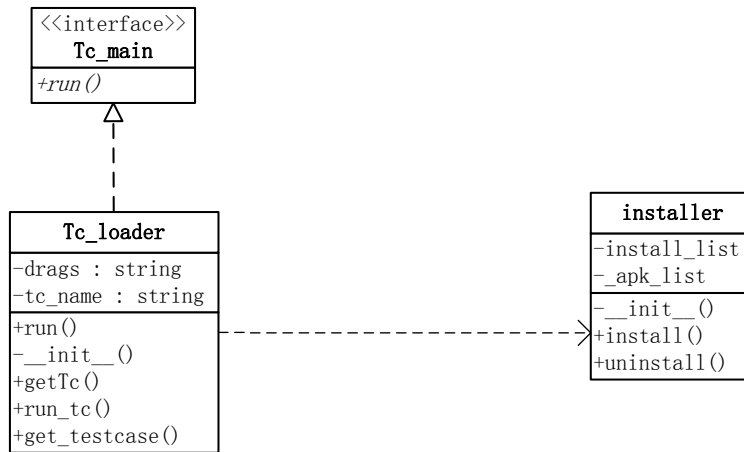 <<interface>>
Tc_main
+run()
Tc_loader
-drags : string
-tc_name : string
+run()
-__init__()
+getTc()
+run_tc()
+get_testcase()
installer
-install_list
-_apk_list
-__init__()
+install()
+uninstall()